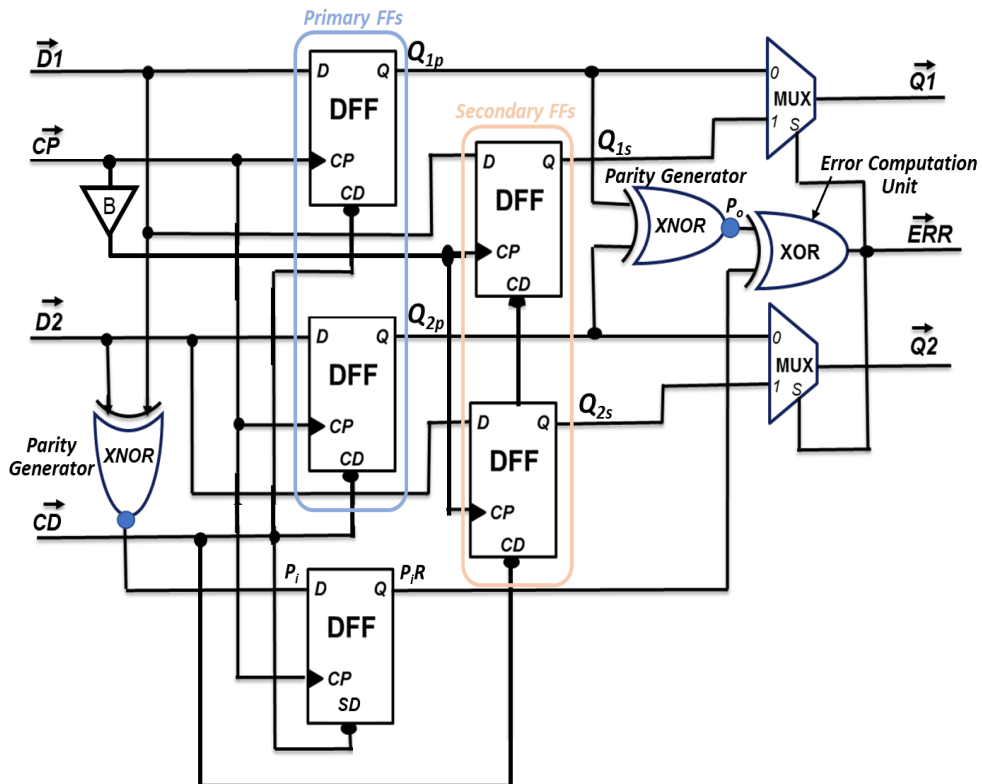 Primary FFs
D1
D
Q
Q1p
DFF
CP
CD
CP
B
Secondary FFs
D
Q
Q1s
DFF
CP
CD
0
MUX
1
S
Q1
Parity Generator
XNOR
Po
Error Computation
Unit
XOR
ERR
D2
D
Q
Q2p
DFF
CP
CD
0
MUX
1
S
Q2
D
Q
Q2s
DFF
CP
CD
Parity
Generator
XNOR
CD
Pi
D
Q
PiR
DFF
CP
SD